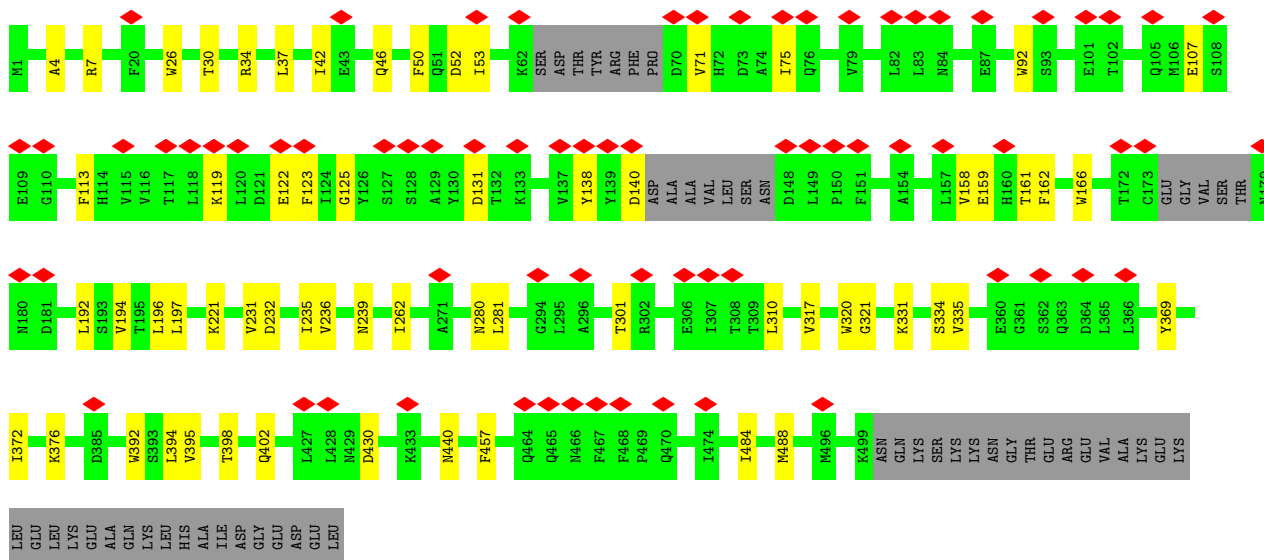 M1 A4 R7 F20 W26 T30 R34 L37 I42 E43 Q46 F50 Q51 D52 I53 K62 SER ASP THR TYR ARG PHE PRO D70 V71 H72 D73 A74 I75 Q76 V79 L82 L83 N84 E87 W92 S93 E101 T102 Q105 M106 E107 S108
E109 G110 F113 H114 V115 V116 T117 L118 K119 L120 D121 E122 F123 I124 G125 Y126 S127 S128 A129 Y130 D131 T132 K133 V137 Y138 Y139 D140 ASP ALA ALA VAL LEU SER ASN D148 L149 P150 F151 A154 L157 V158 E159 H160 T161 F162 W166 T172 C173 GLU GLY VAL SER THR N179
N180 D181 L192 S193 V194 T195 L196 L197 K221 V231 D232 I235 V236 N239 I262 A271 N280 L281 G294 L295 A296 T301 R302 E306 I307 T308 T309 L310 V317 W320 G321 K331 S334 V335 E360 G361 S362 Q363 D364 L365 L366 Y369
I372 K376 D385 W392 S393 L394 V395 T398 Q402 L427 L428 N429 D430 K433 N440 F457 Q464 Q465 N466 F467 F468 P469 Q470 I474 I484 M488 M496 K499 ASN GLN LYS SER LYS LYS ASN GLY THR GLU ARG GLU VAL ALA LYS GLU LYS
LEU GLU LEU LYS GLU ALA GLN LYS LEU HIS ALA ILE ASP GLY GLU ASP GLU LEU